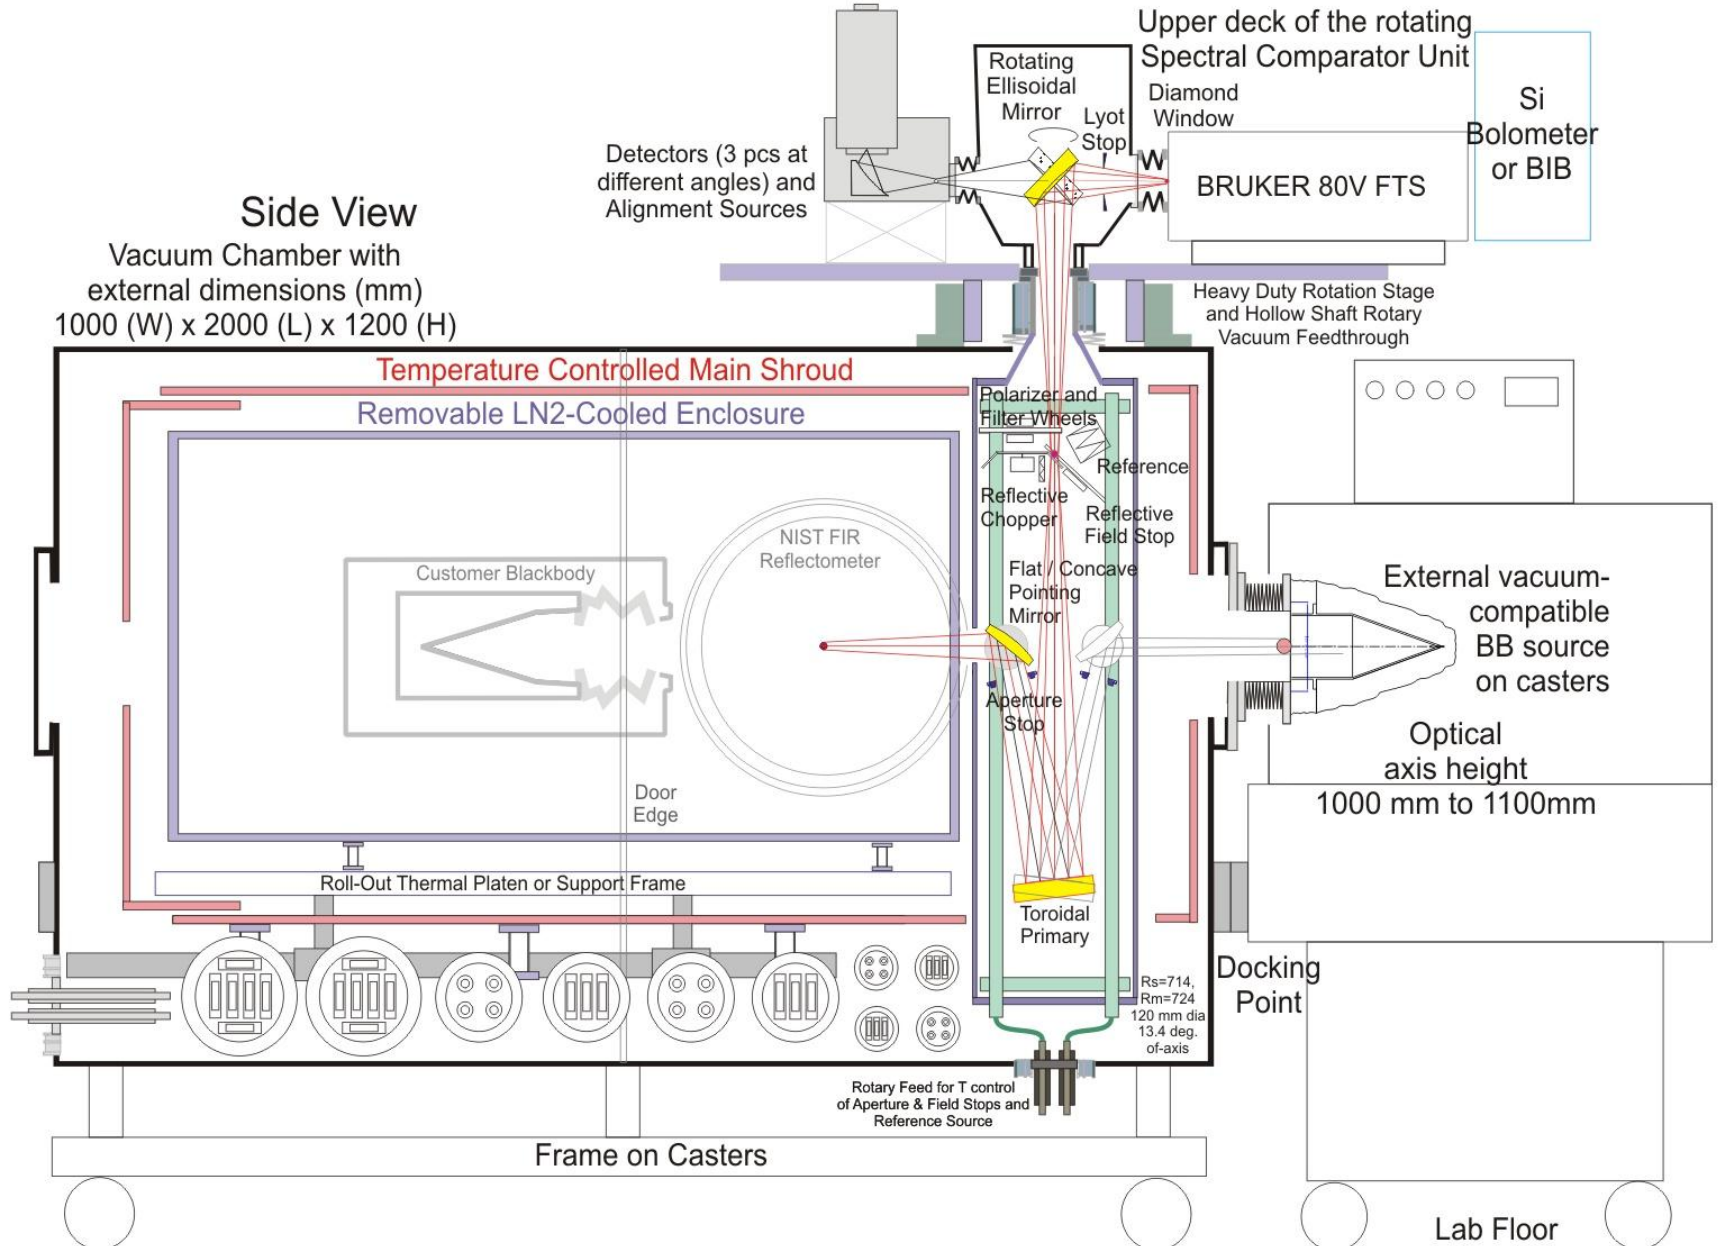 Upper deck of the rotating
Spectral Comparator Unit
Rotating
Ellisoidal
Mirror
Lyot
Stop
Diamond
Window
Si
Bolometer
or BIB
BRUKER 80V FTS
Detectors (3 pcs at
different angles) and
Alignment Sources
Side View
Vacuum Chamber with
external dimensions (mm)
1000 (W) x 2000 (L) x 1200 (H)
Heavy Duty Rotation Stage
and Hollow Shaft Rotary
Vacuum Feedthrough
Temperature Controlled Main Shroud
Removable LN2-Cooled Enclosure
Polarizer and
Filter Wheels
Reference
Reflective
Chopper
Reflective
Field Stop
NIST FIR
Reflectometer
Customer Blackbody
Flat / Concave
Pointing
Mirror
External vacuum-
compatible
BB source
on casters
Aperture
Stop
Optical
axis height
1000 mm to 1100mm
Door
Edge
Roll-Out Thermal Platen or Support Frame
Toroidal
Primary
Docking
Point
Rs=714,
Rm=724
120 mm dia
13.4 deg.
of-axis
Rotary Feed for T control
of Aperture & Field Stops and
Reference Source
Frame on Casters
Lab Floor